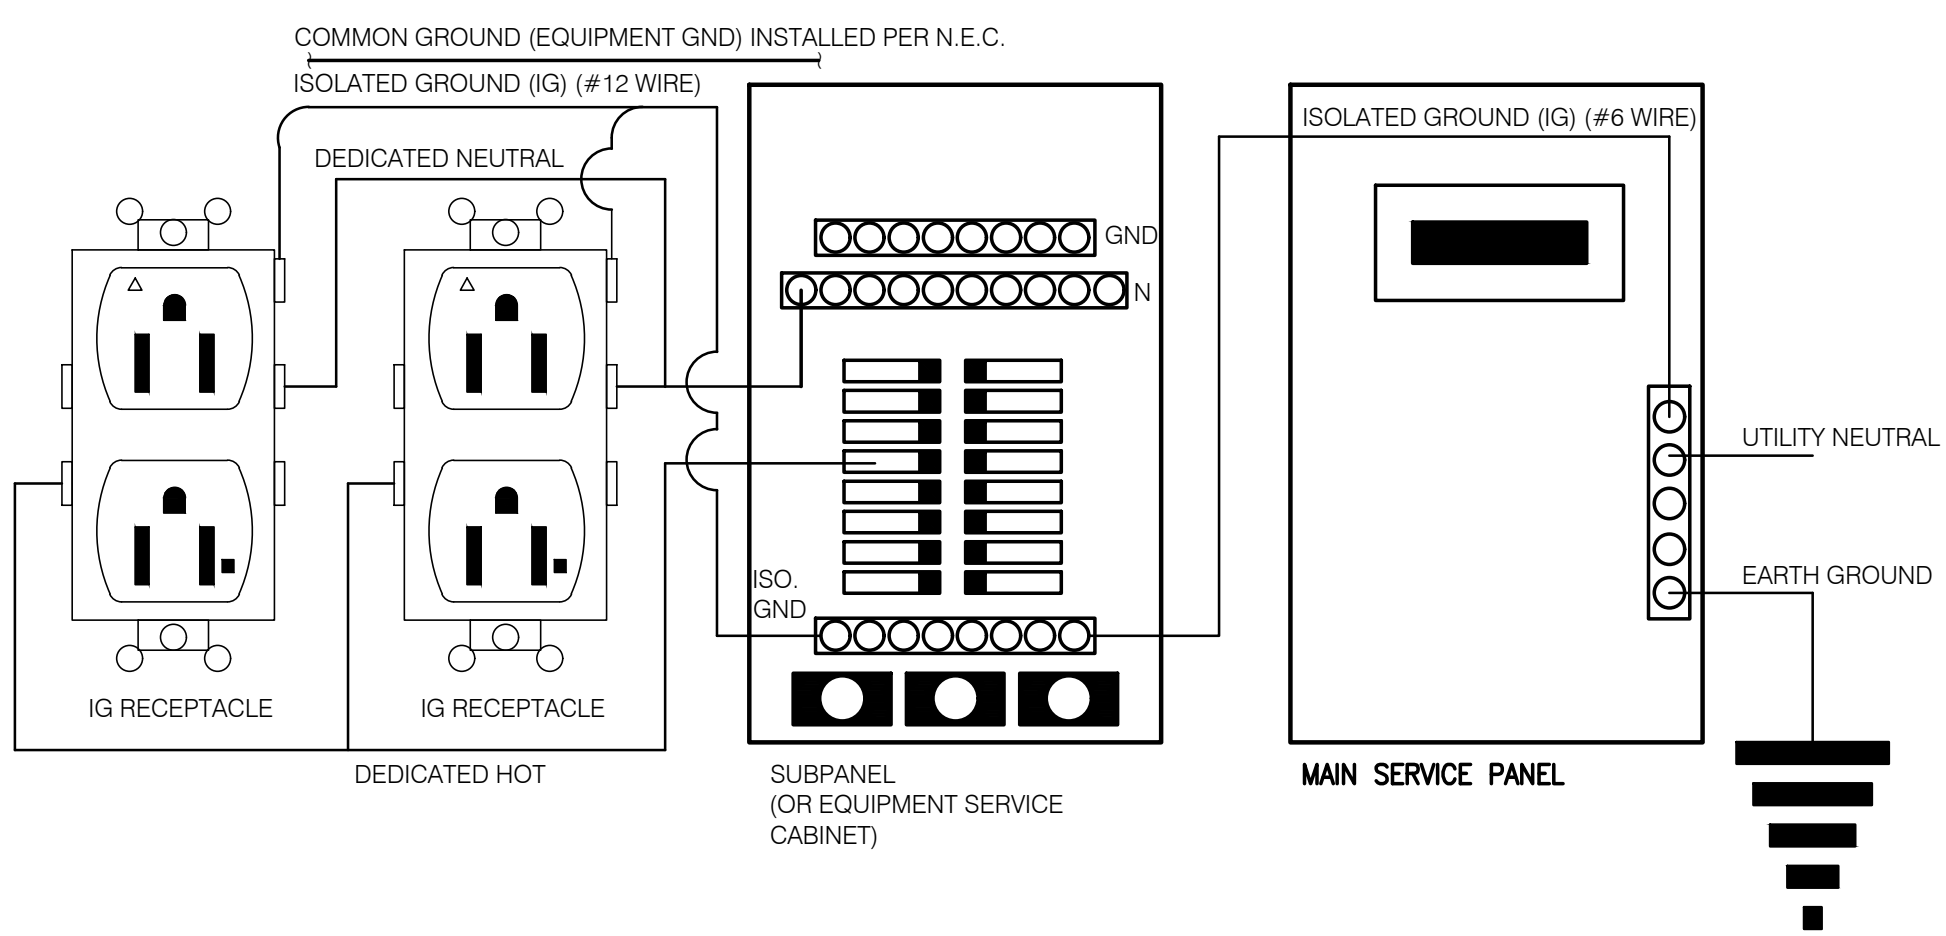 COMMON GROUND (EQUIPMENT GND) INSTALLED PER N.E.C.
ISOLATED GROUND (IG) (#12 WIRE)
DEDICATED NEUTRAL
ISOLATED GROUND (IG) (#6 WIRE)
GND
N
UTILITY NEUTRAL
ISO.
GND
EARTH GROUND
IG RECEPTACLE
IG RECEPTACLE
DEDICATED HOT
SUBPANEL
(OR EQUIPMENT SERVICE
CABINET)
MAIN SERVICE PANEL